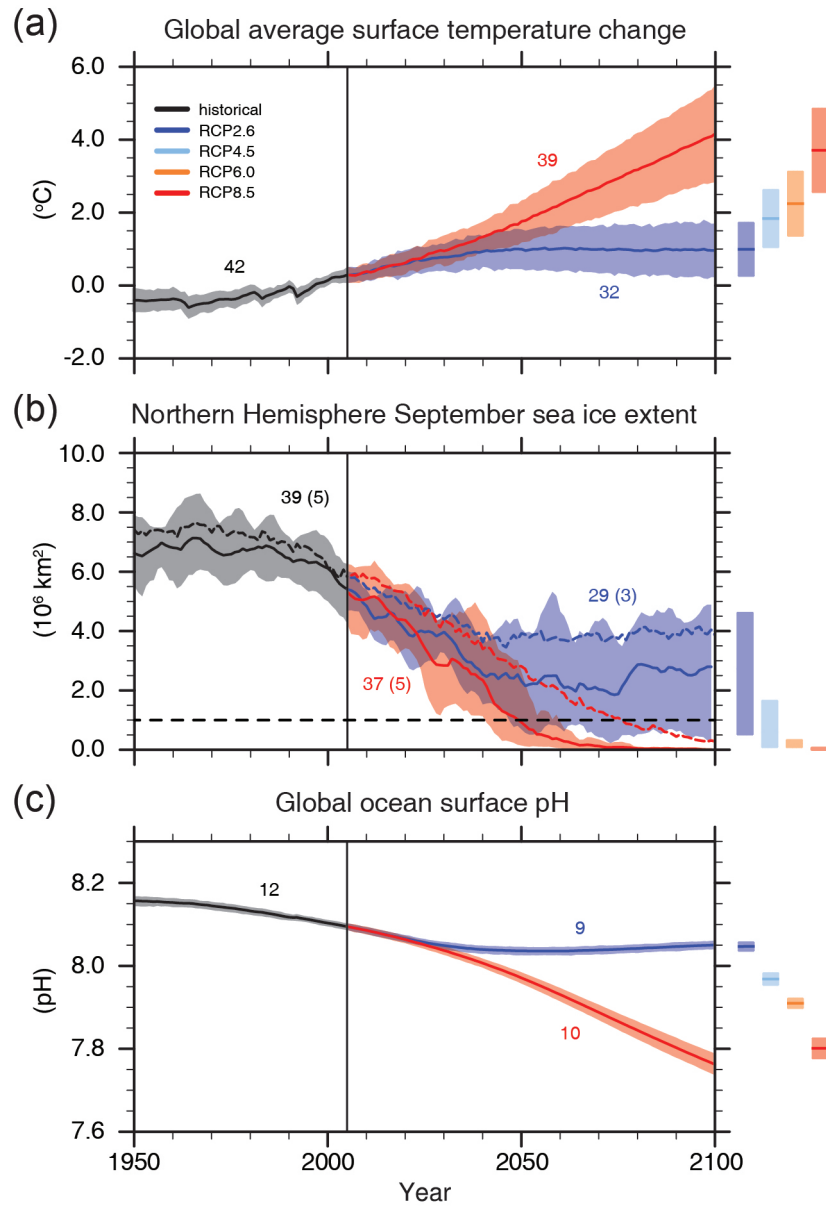 (a)
Global average surface temperature change
6.0
4.0
2.0
0.0
-2.0
(°C)
historical
RCP2.6
RCP4.5
RCP6.0
RCP8.5
42
39
32
(b)
Northern Hemisphere September sea ice extent
10.0
8.0
6.0
4.0
2.0
0.0
(10⁶ km²)
39 (5)
29 (3)
37 (5)
(c)
Global ocean surface pH
8.2
8.0
7.8
7.6
(pH)
12
9
10
1950
2000
2050
2100
Year